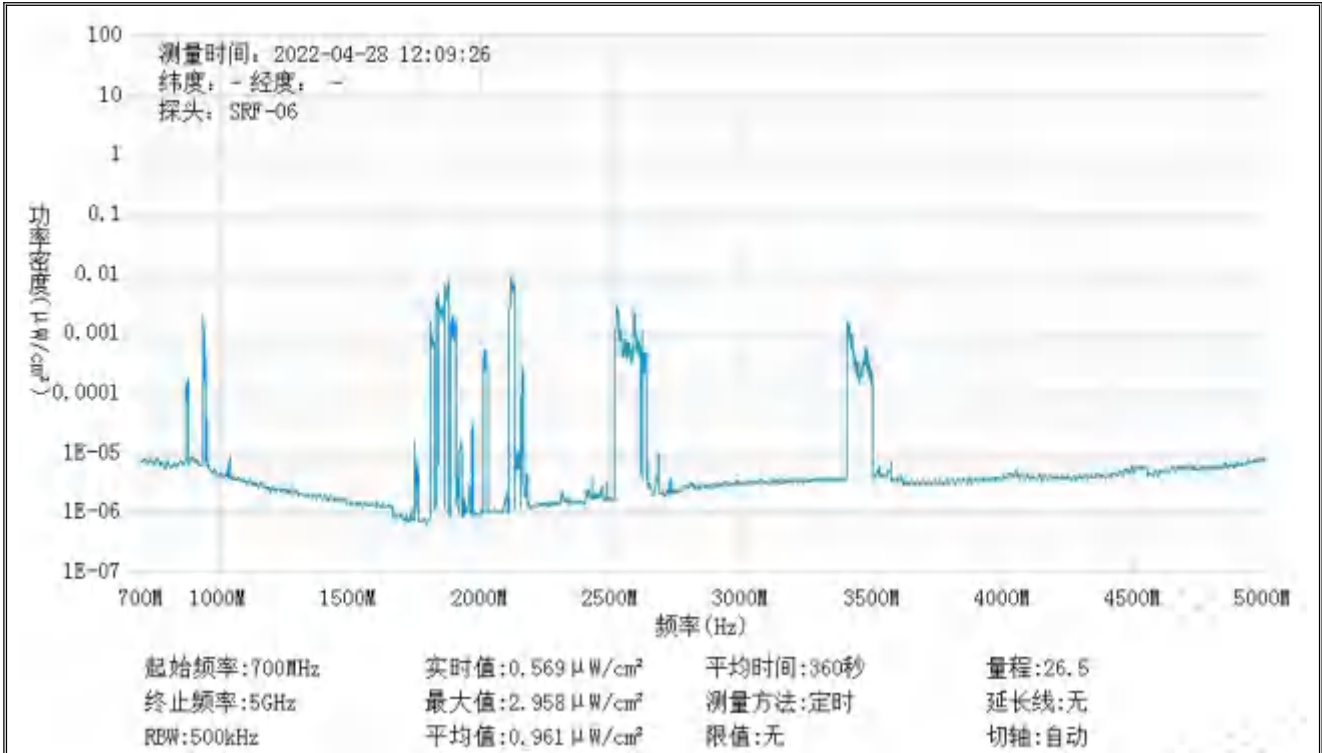 100
测量时间: 2022-04-28 12:09:26
纬度: - 经度: -
10
探头: SRF-06
1
0.1
0.01
0.001
0.0001
1E-05
1E-06
1E-07
功率密度(μW/cm²)
700M 1000M 1500M 2000M 2500M 3000M 3500M 4000M 4500M 5000M
频率(Hz)
起始频率:700MHz 实时值:0.569μW/cm² 平均时间:360秒 量程:26.5
终止频率:5GHz 最大值:2.958μW/cm² 测量方法:定时 延长线:无
RBW:500kHz 平均值:0.961μW/cm² 限值:无 切轴:自动